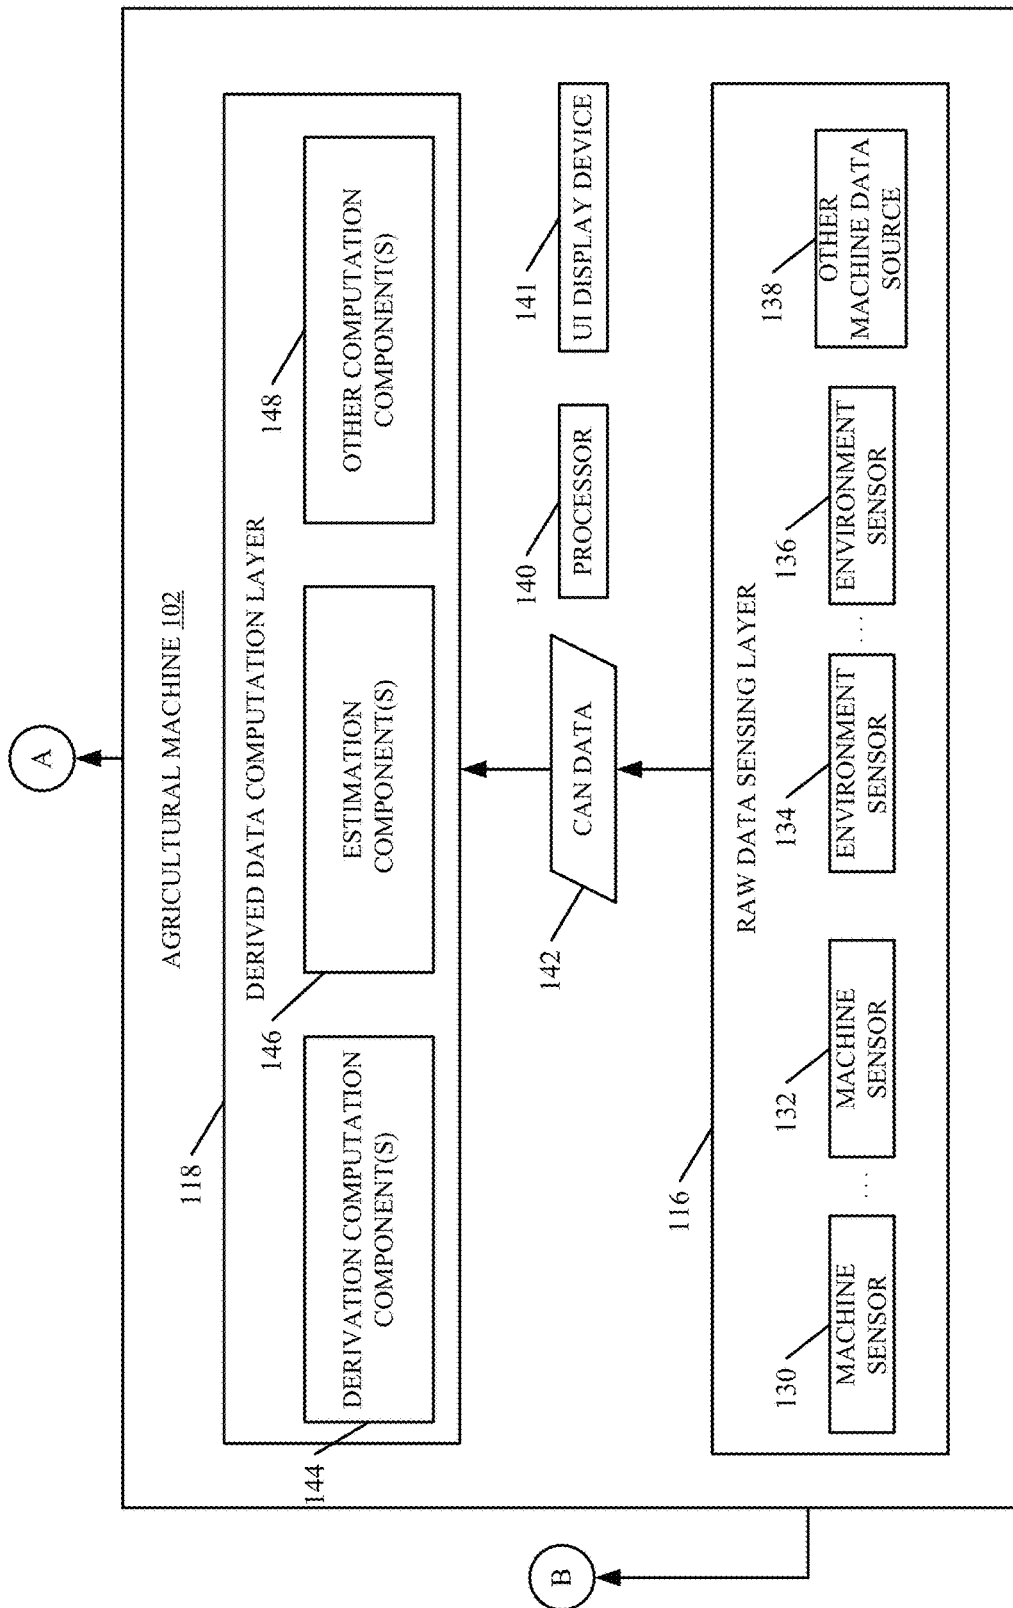 A
AGRICULTURAL MACHINE 102
118
DERIVED DATA COMPUTATION LAYER
144
DERIVATION COMPUTATION
COMPONENT(S)
146
ESTIMATION
COMPONENT(S)
148
OTHER COMPUTATION
COMPONENT(S)
B
142
CAN DATA
140
PROCESSOR
141
UI DISPLAY DEVICE
116
RAW DATA SENSING LAYER
130
MACHINE
SENSOR
...
132
MACHINE
SENSOR
134
ENVIRONMENT
SENSOR
...
136
ENVIRONMENT
SENSOR
138
OTHER
MACHINE DATA
SOURCE